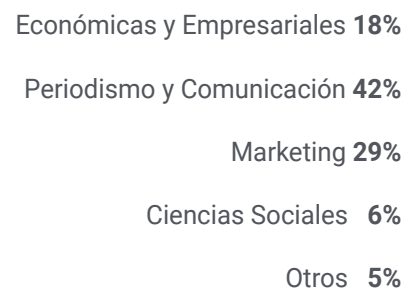 Económicas y Empresariales 18%
Periodismo y Comunicación 42%
Marketing 29%
Ciencias Sociales 6%
Otros 5%